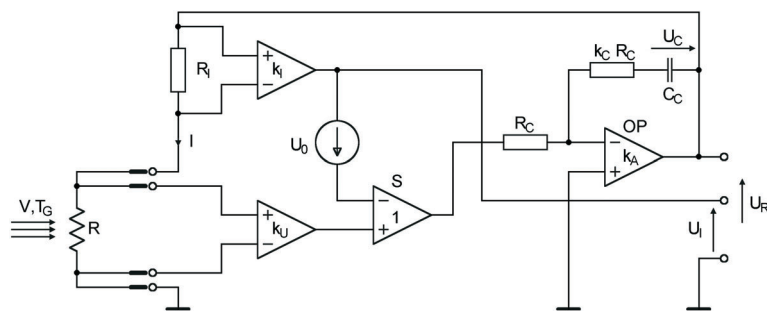 U_C
k_C R_C
C_C
R_I
+
k_I
−
I
U_0
R_C
OP
−
k_A
+
S
−
1
+
V,T_G
R
+
k_U
−
U_I
U_R